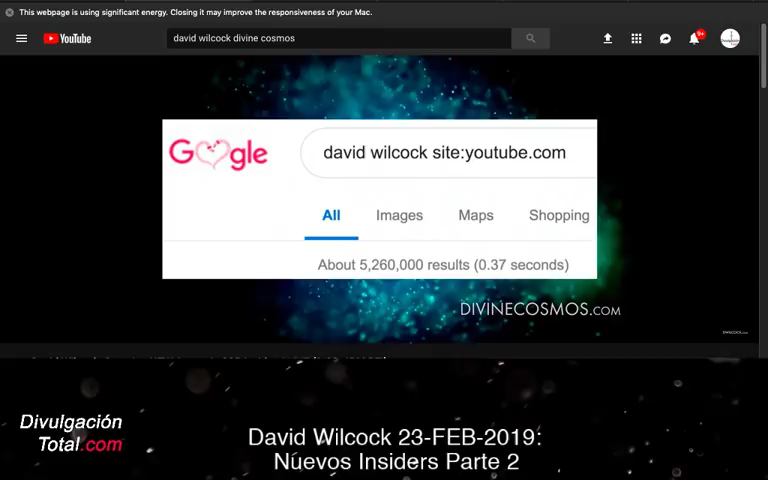 This webpage is using significant energy. Closing it may improve the responsiveness of your Mac.
YouTube
david wilcock divine cosmos
9+
Google
david wilcock site:youtube.com
All Images Maps Shopping
About 5,260,000 results (0.37 seconds)
DIVINECOSMOS.COM
Divulgación
Total.com
David Wilcock 23-FEB-2019:
Nuevos Insiders Parte 2